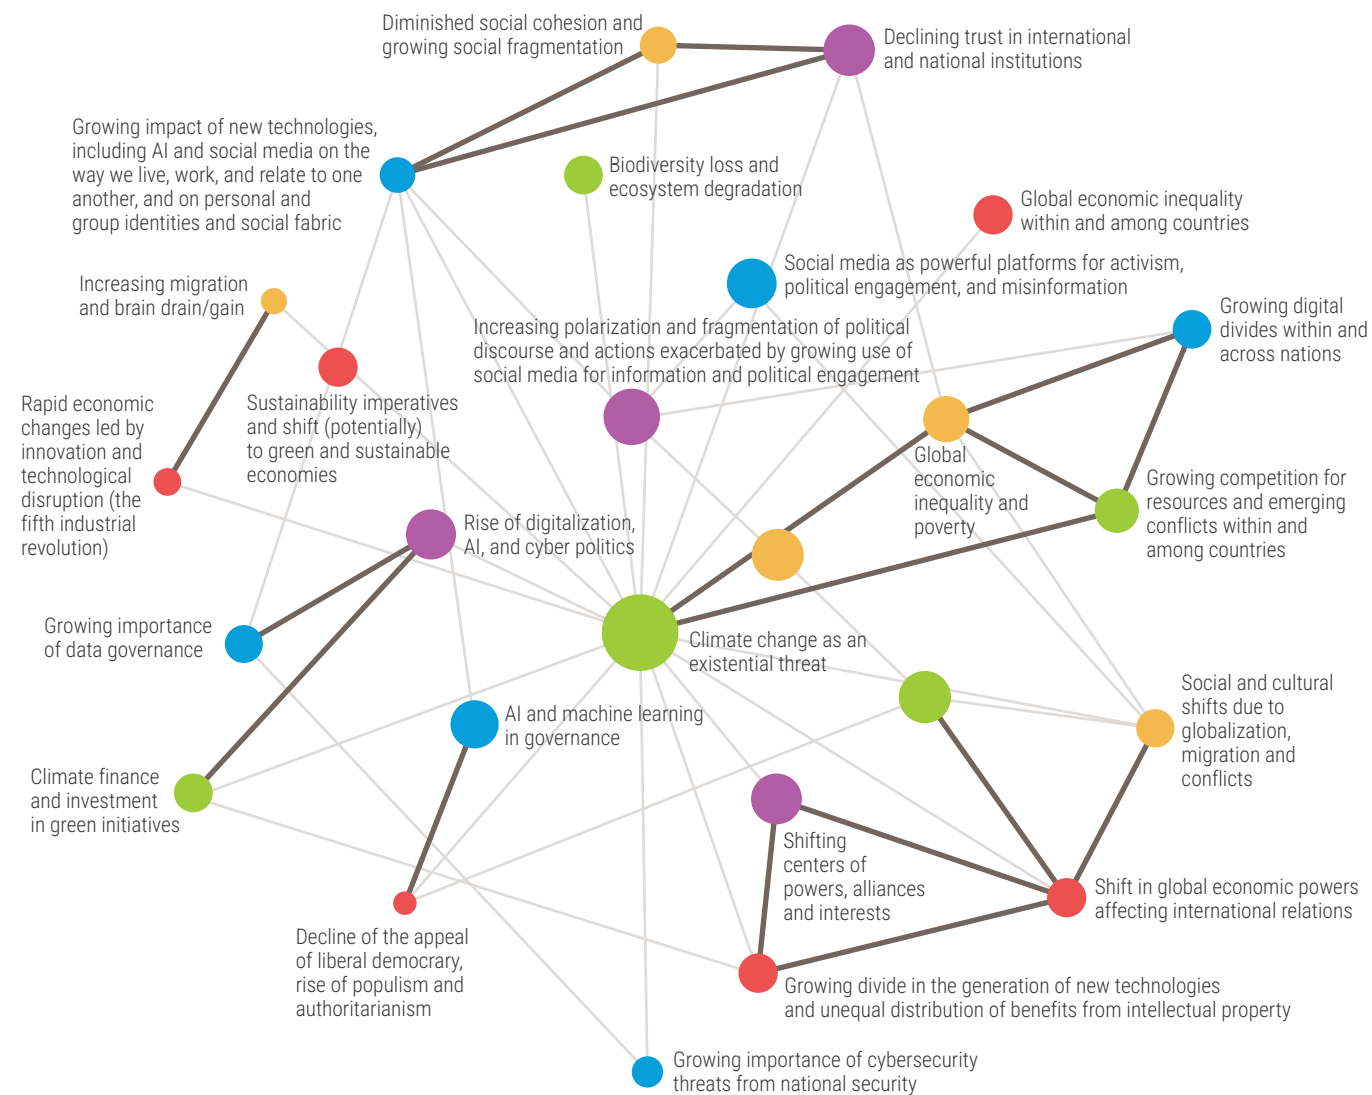 Diminished social cohesion and
growing social fragmentation
Declining trust in international
and national institutions
Growing impact of new technologies,
including AI and social media on the
way we live, work, and relate to one
another, and on personal and
group identities and social fabric
Biodiversity loss and
ecosystem degradation
Global economic inequality
within and among countries
Increasing migration
and brain drain/gain
Social media as powerful platforms for activism,
political engagement, and misinformation
Growing digital
divides within and
across nations
Increasing polarization and fragmentation of political
discourse and actions exacerbated by growing use of
social media for information and political engagement
Rapid economic
changes led by
innovation and
technological
disruption (the
fifth industrial
revolution)
Sustainability imperatives
and shift (potentially)
to green and sustainable
economies
Global
economic
inequality and
poverty
Growing competition for
resources and emerging
conflicts within and
among countries
Rise of digitalization,
AI, and cyber politics
Growing importance
of data governance
Climate change as an
existential threat
Social and cultural
shifts due to
globalization,
migration and
conflicts
AI and machine learning
in governance
Climate finance
and investment
in green initiatives
Shifting
centers of
powers, alliances
and interests
Shift in global economic powers
affecting international relations
Decline of the appeal
of liberal democrary,
rise of populism and
authoritarianism
Growing divide in the generation of new technologies
and unequal distribution of benefits from intellectual property
Growing importance of cybersecurity
threats from national security